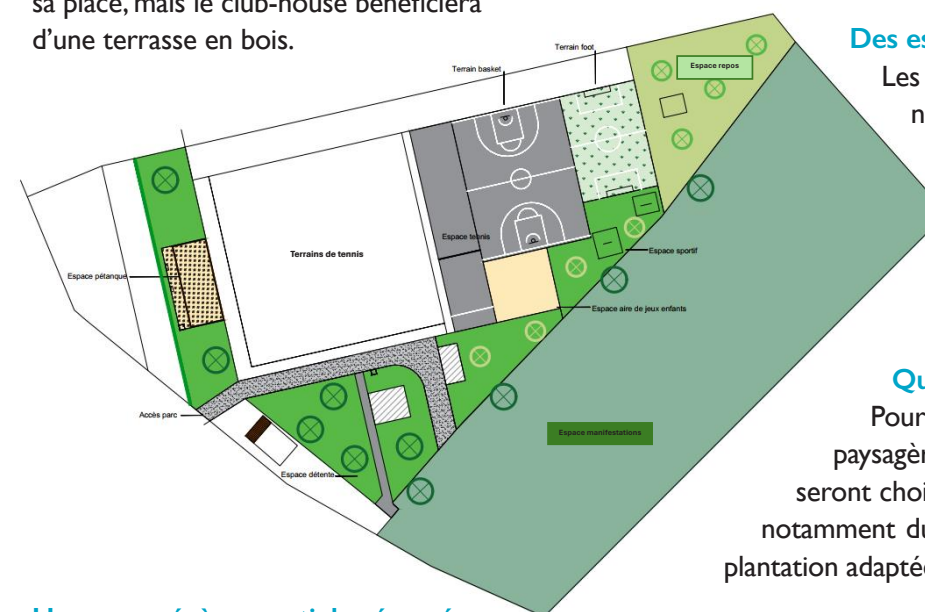 sa place, mais le club-house bénéficiera
d'une terrasse en bois.
Des es
Les
n
Terrain foot
Terrain basket
Espace repos
Espace tennis
Terrains de tennis
Espace sportif
Espace pétanque
Espace aire de jeux enfants
Accès parc
Espace manifestations
Espace détente
Qu
Pour
paysagèr
seront choi
notamment du
plantation adaptée